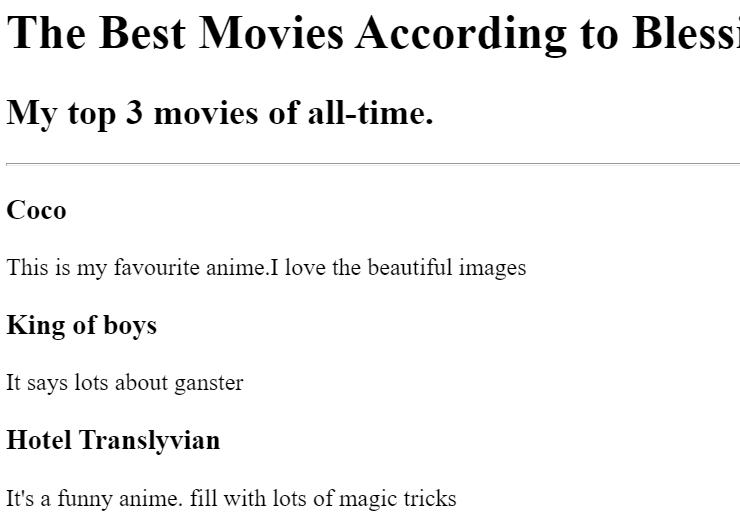 The Best Movies According to Blessi
My top 3 movies of all-time.
Coco
This is my favourite anime.I love the beautiful images
King of boys
It says lots about ganster
Hotel Translyvian
It's a funny anime. fill with lots of magic tricks